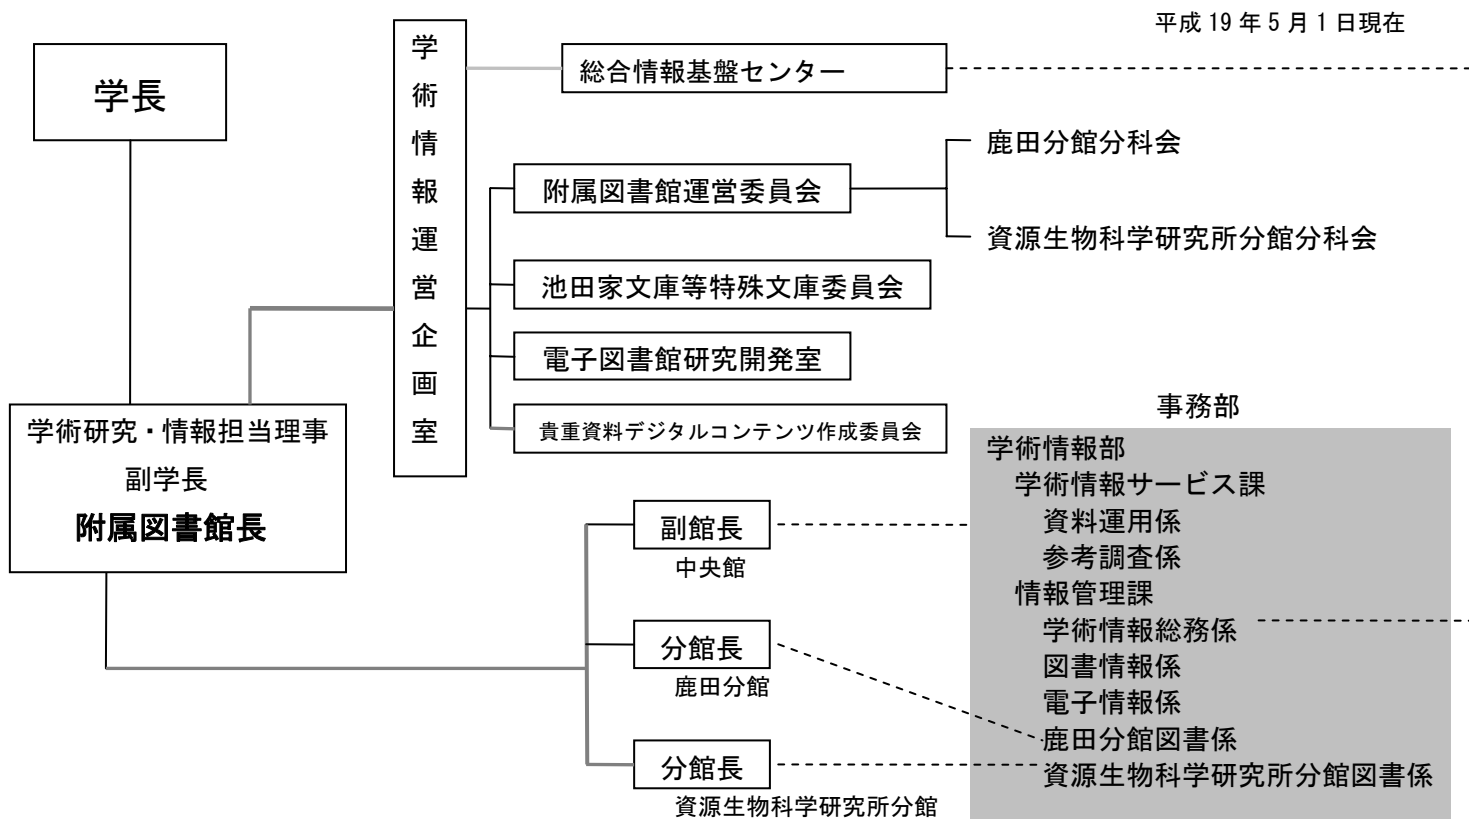 平成 19 年 5 月 1 日現在
学長
学術情報運営企画室
総合情報基盤センター
鹿田分館分科会
附属図書館運営委員会
資源生物科学研究所分館分科会
池田家文庫等特殊文庫委員会
電子図書館研究開発室
貴重資料デジタルコンテンツ作成委員会
学術研究・情報担当理事
副学長
附属図書館長
副館長
中央館
分館長
鹿田分館
分館長
資源生物科学研究所分館
事務部
学術情報部
学術情報サービス課
資料運用係
参考調査係
情報管理課
学術情報総務係
図書情報係
電子情報係
鹿田分館図書係
資源生物科学研究所分館図書係